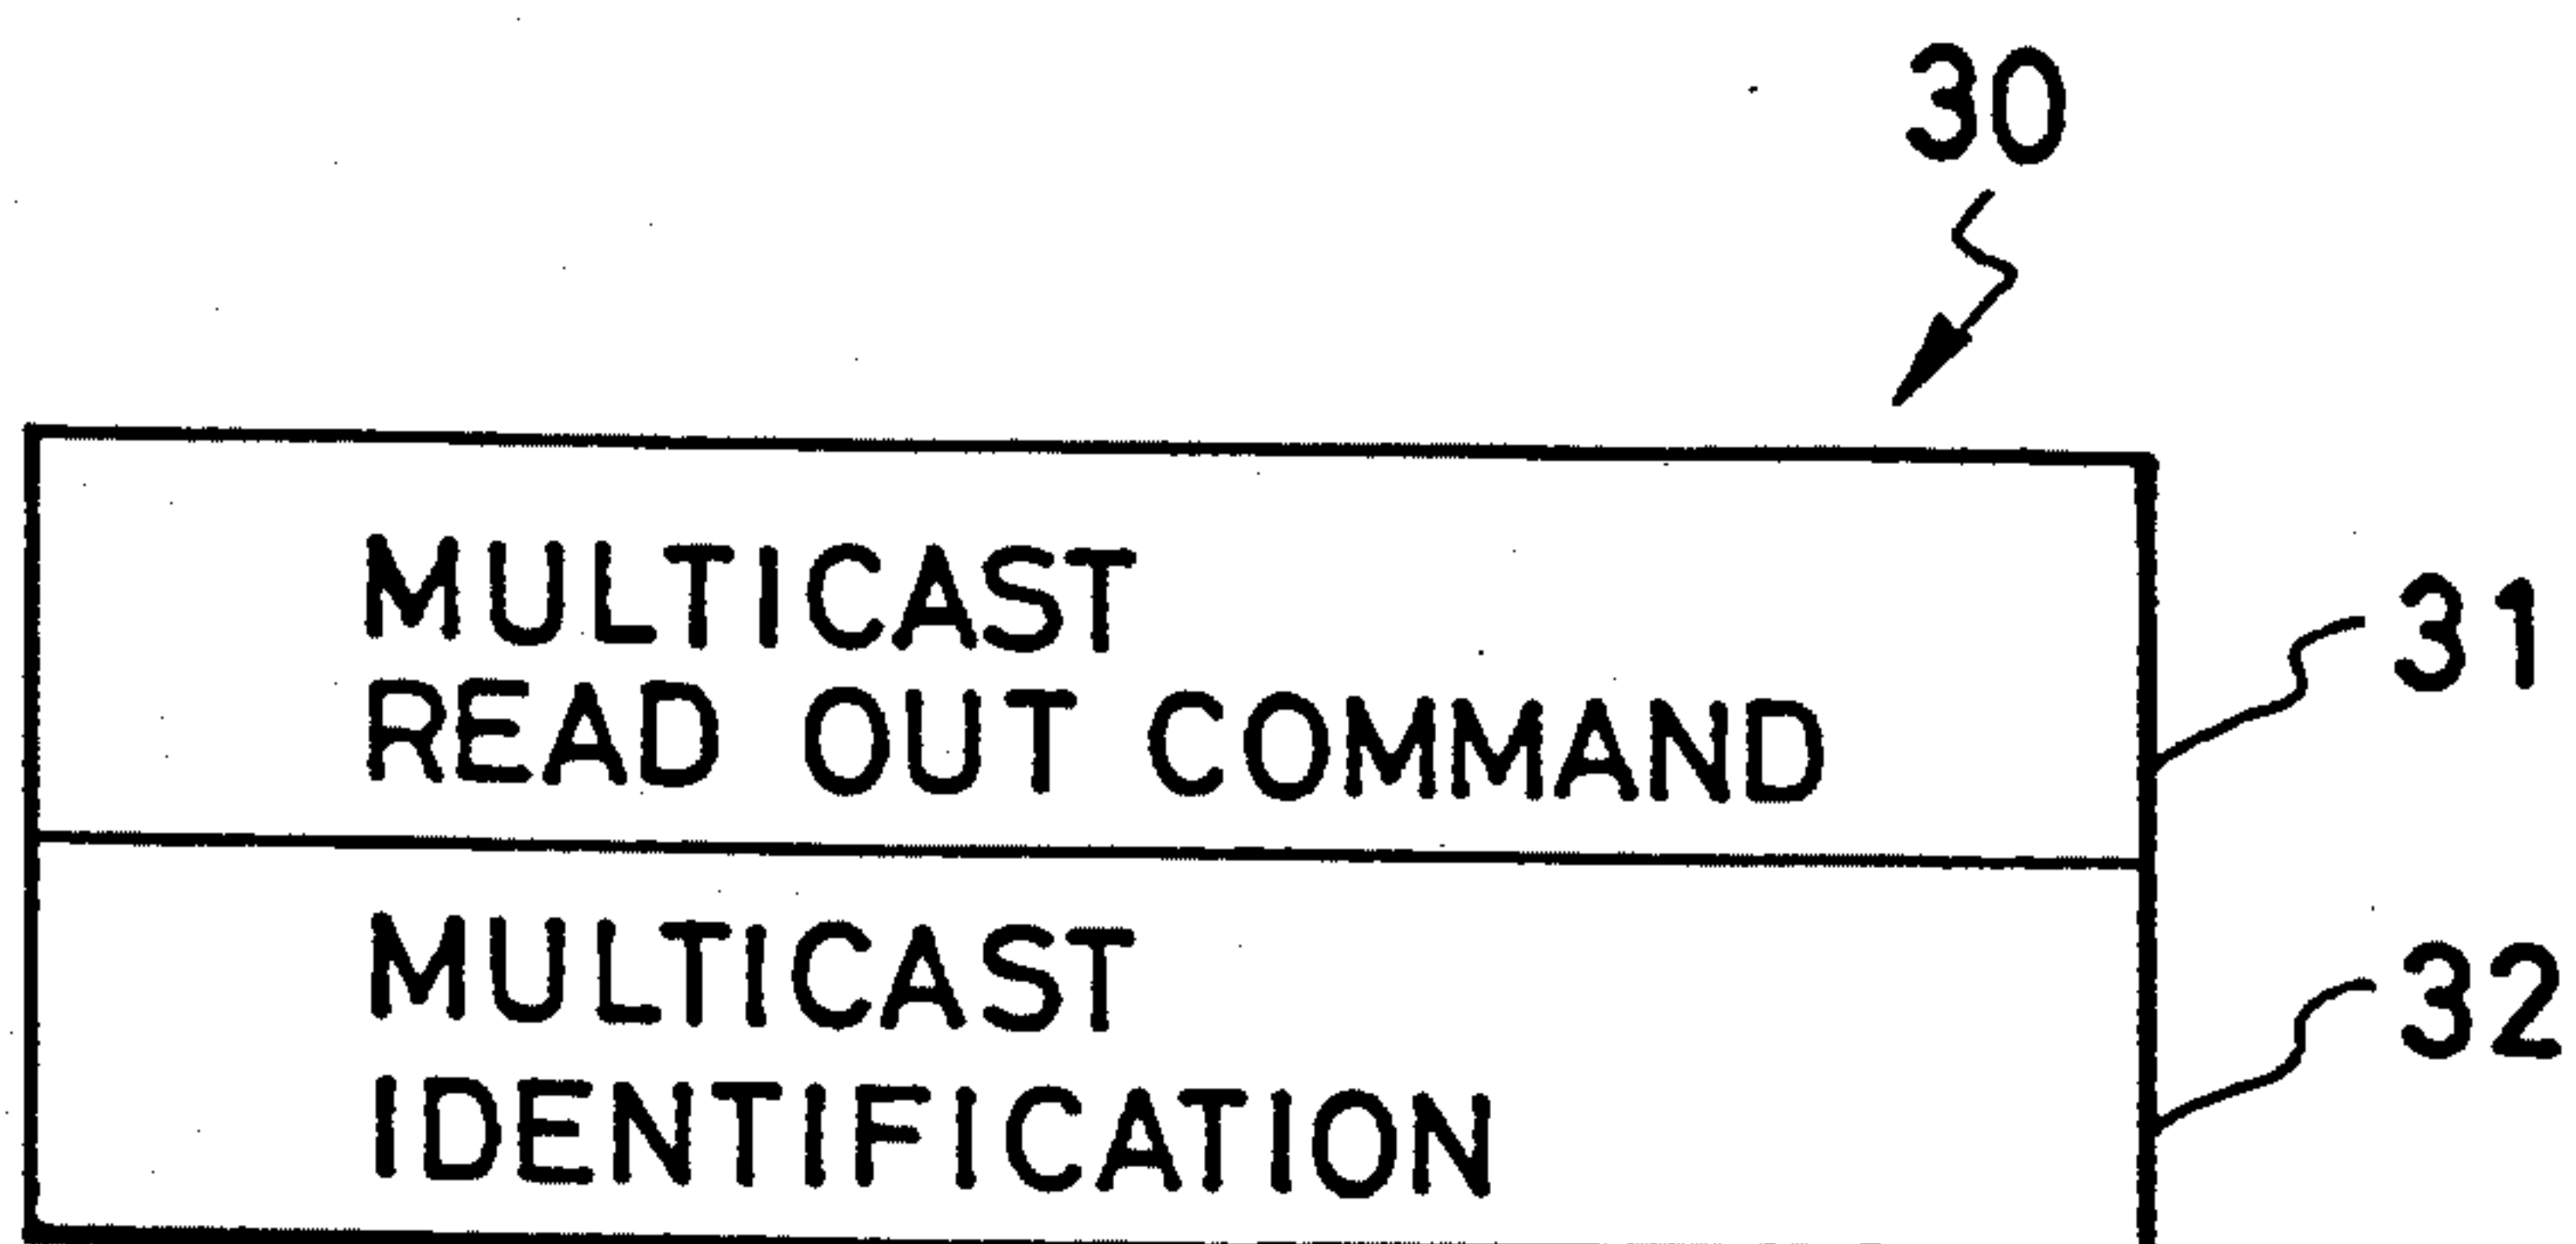 30
MULTICAST
READ OUT COMMAND
31
MULTICAST
IDENTIFICATION
32